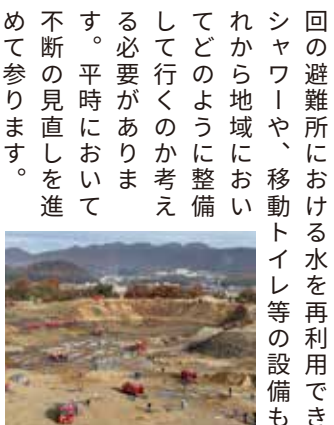 回の避難所における水を再利用でき
シャワーや、移動トイレ等の設備も
れから地域におい
てどのように整備
して行くのか考え
る必要がありま
す。平時において
不断の見直しを進
めて参ります。